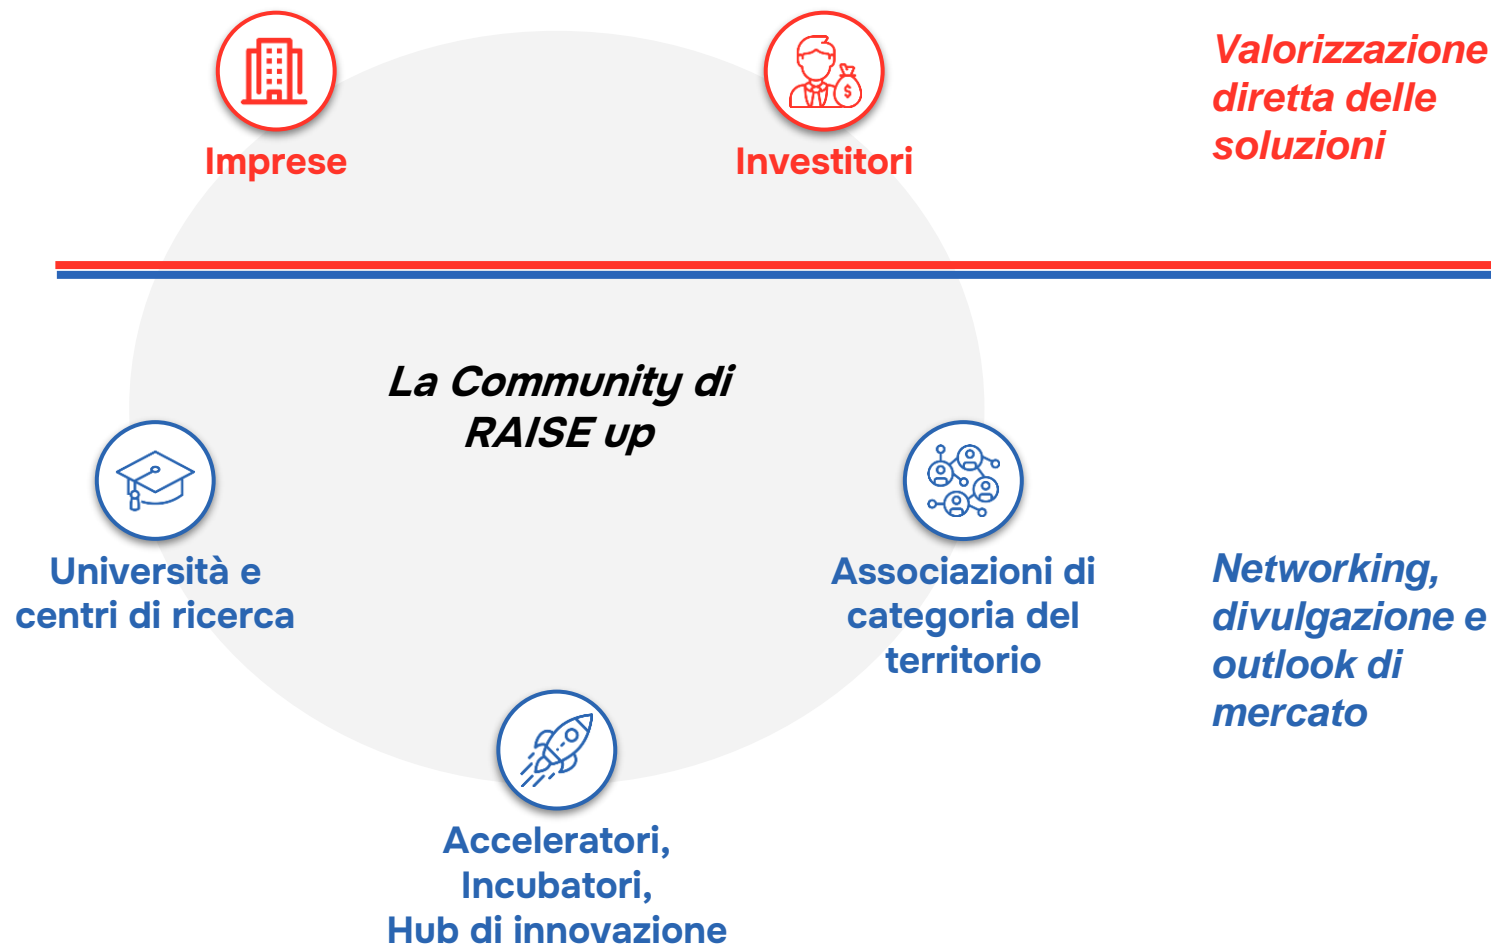 Imprese
Investitori
Valorizzazione
diretta delle
soluzioni
La Community di
RAISE up
Università e
centri di ricerca
Associazioni di
categoria del
territorio
Networking,
divulgazione e
outlook di
mercato
Acceleratori,
Incubatori,
Hub di innovazione